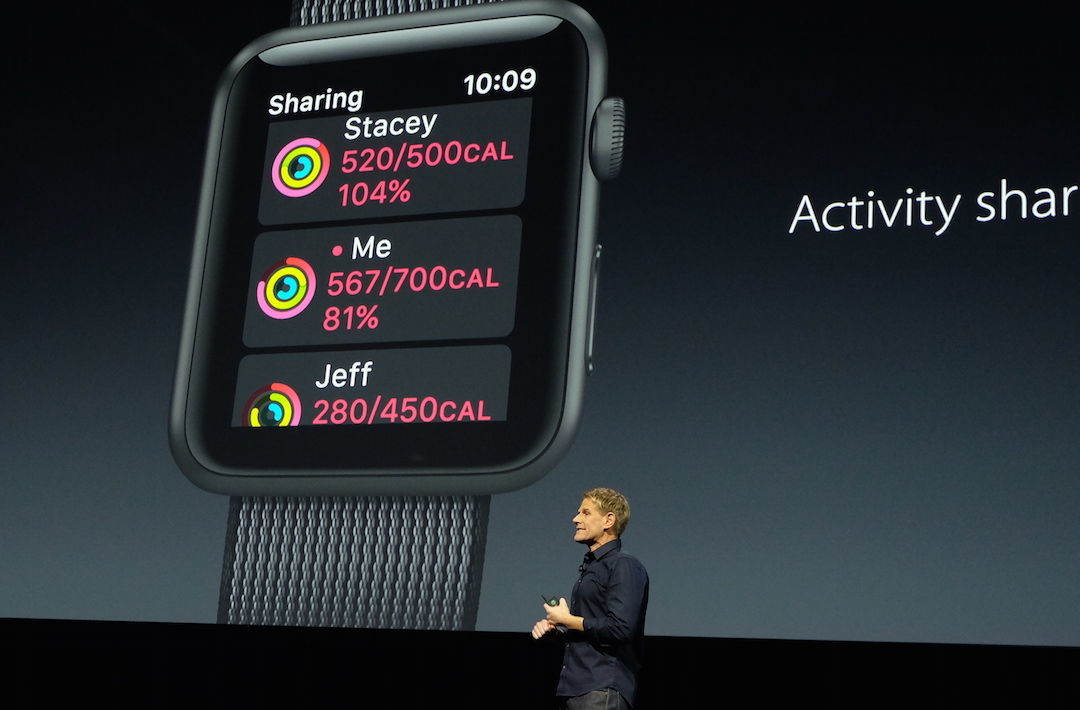 Sharing
10:09
Stacey
520/500CAL
104%
Me
567/700CAL
81%
Jeff
280/450CAL
Activity shar